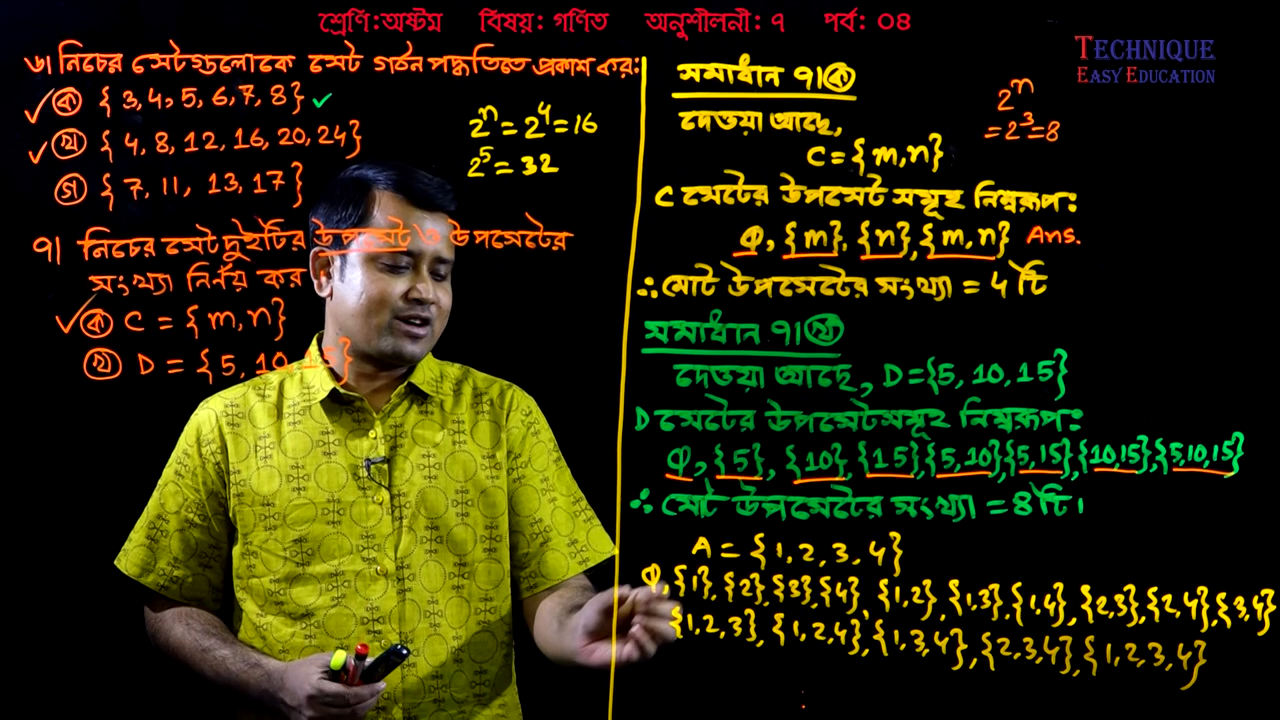 শ্রেণি:অষ্টম বিষয়: গণিত অনুশীলনী: ৭ পর্ব: ০৪
TECHNIQUE
EASY EDUCATION
৬। নিচের সেটগুলোকে সেট গঠন পদ্ধতিতে প্রকাশ কর:
✓ ক {3, 4, 5, 6, 7, 8} ✓
✓ খ {4, 8, 12, 16, 20, 24}
গ {7, 11, 13, 17}
2ⁿ = 2⁴ = 16
2⁵ = 32
৭। নিচের সেট দুইটির উপসেট ও উপসেটের
সংখ্যা নির্ণয় কর
✓ ক C = {m, n}
খ D = {5, 10, 15}
সমাধান ৭। ক
দেওয়া আছে,
C = {m, n}
2ⁿ
= 2³ = 8
C সেটের উপসেট সমূহ নিম্নরূপ:
φ, {m}, {n}, {m, n} Ans.
∴ মোট উপসেটের সংখ্যা = 4 টি
সমাধান ৭। খ
দেওয়া আছে, D = {5, 10, 15}
D সেটের উপসেটসমূহ নিম্নরূপ:
φ, {5}, {10}, {15} {5, 10} {5, 15}, {10, 15}, {5, 10, 15}
∴ মোট উপসেটের সংখ্যা = 8 টি।
A = {1, 2, 3, 4}
φ, {1}, {2}, {3}, {4}, {1, 2}, {1, 3}, {1, 4}, {2, 3}, {2, 4}, {3, 4}
{1, 2, 3}, {1, 2, 4}, {1, 3, 4}, {2, 3, 4}, {1, 2, 3, 4}